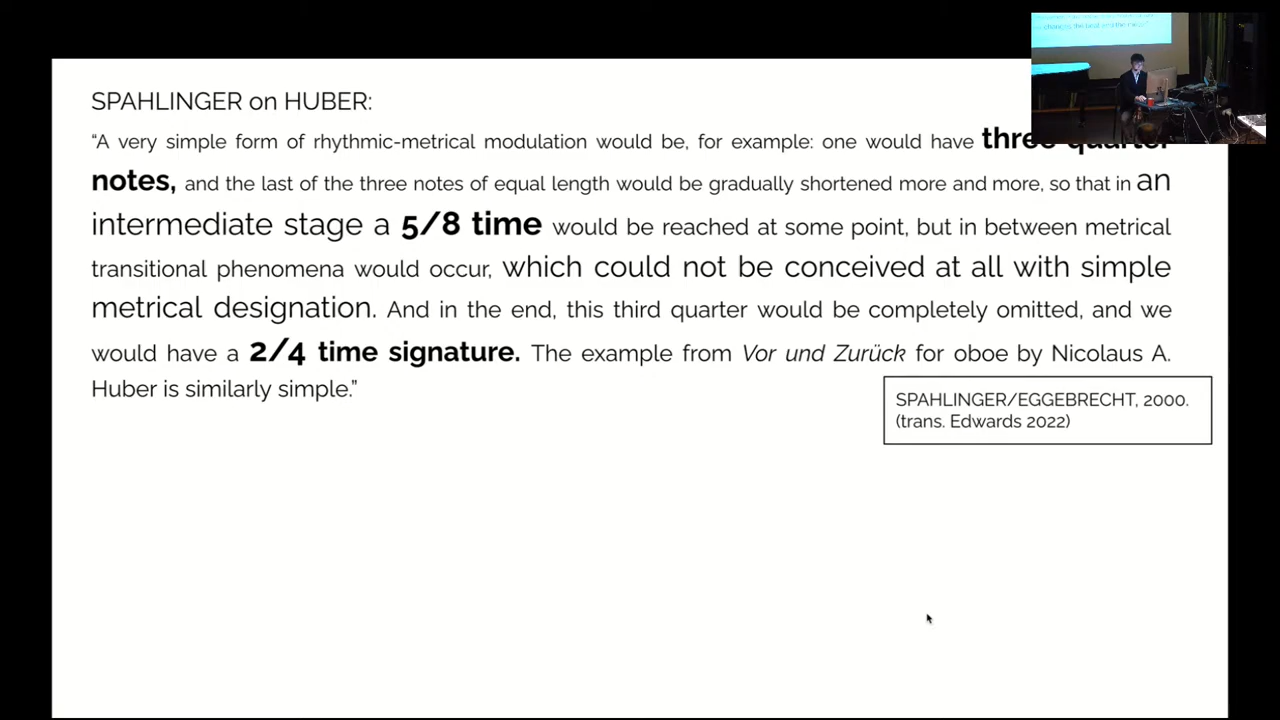 SPAHLINGER on HUBER:
“A very simple form of rhythmic-metrical modulation would be, for example: one would have three quarter
notes, and the last of the three notes of equal length would be gradually shortened more and more, so that in an
intermediate stage a 5/8 time would be reached at some point, but in between metrical
transitional phenomena would occur, which could not be conceived at all with simple
metrical designation. And in the end, this third quarter would be completely omitted, and we
would have a 2/4 time signature. The example from Vor und Zurück for oboe by Nicolaus A.
Huber is similarly simple.”
SPAHLINGER/EGGEBRECHT, 2000.
(trans. Edwards 2022)